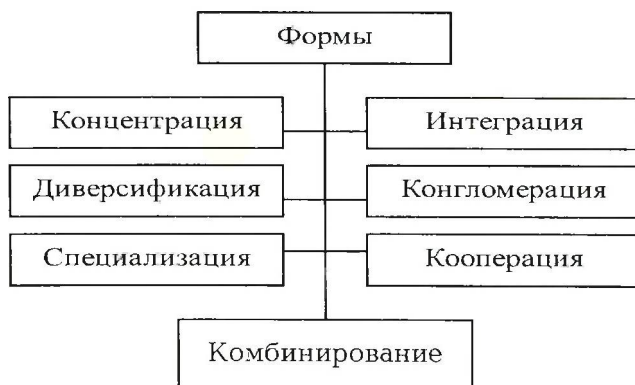 Формы
Концентрация
Интеграция
Диверсификация
Конгломерация
Специализация
Кооперация
Комбинирование